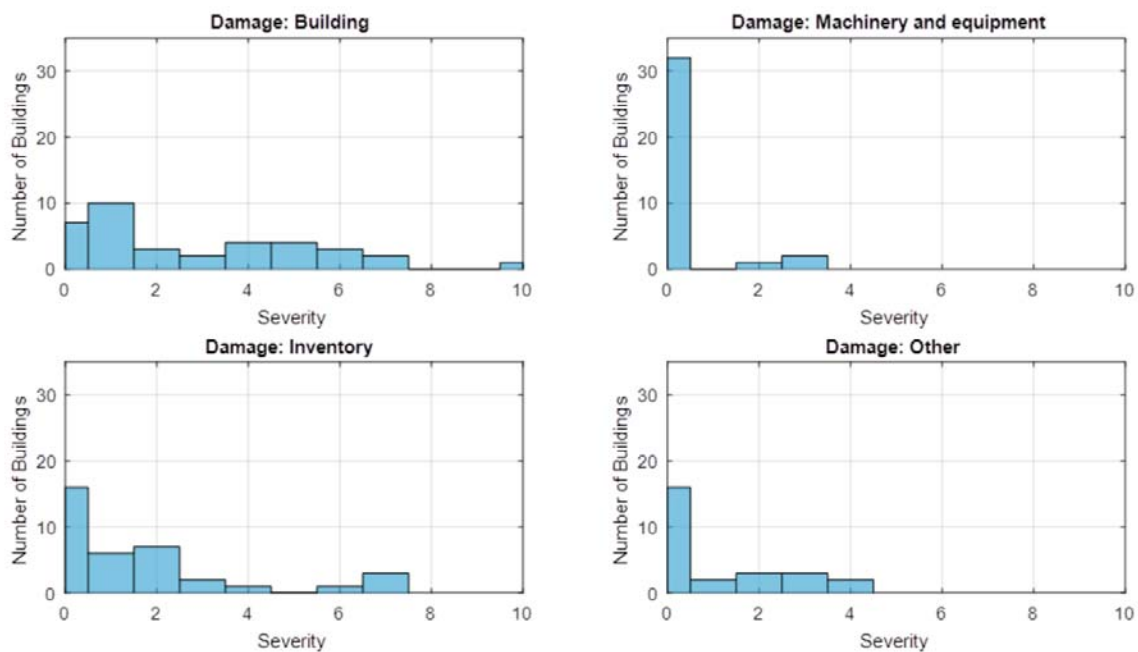 Damage: Building
Number of Buildings
30
20
10
0
0 2 4 6 8 10
Severity
Damage: Machinery and equipment
Number of Buildings
30
20
10
0
0 2 4 6 8 10
Severity
Damage: Inventory
Number of Buildings
30
20
10
0
0 2 4 6 8 10
Severity
Damage: Other
Number of Buildings
30
20
10
0
0 2 4 6 8 10
Severity